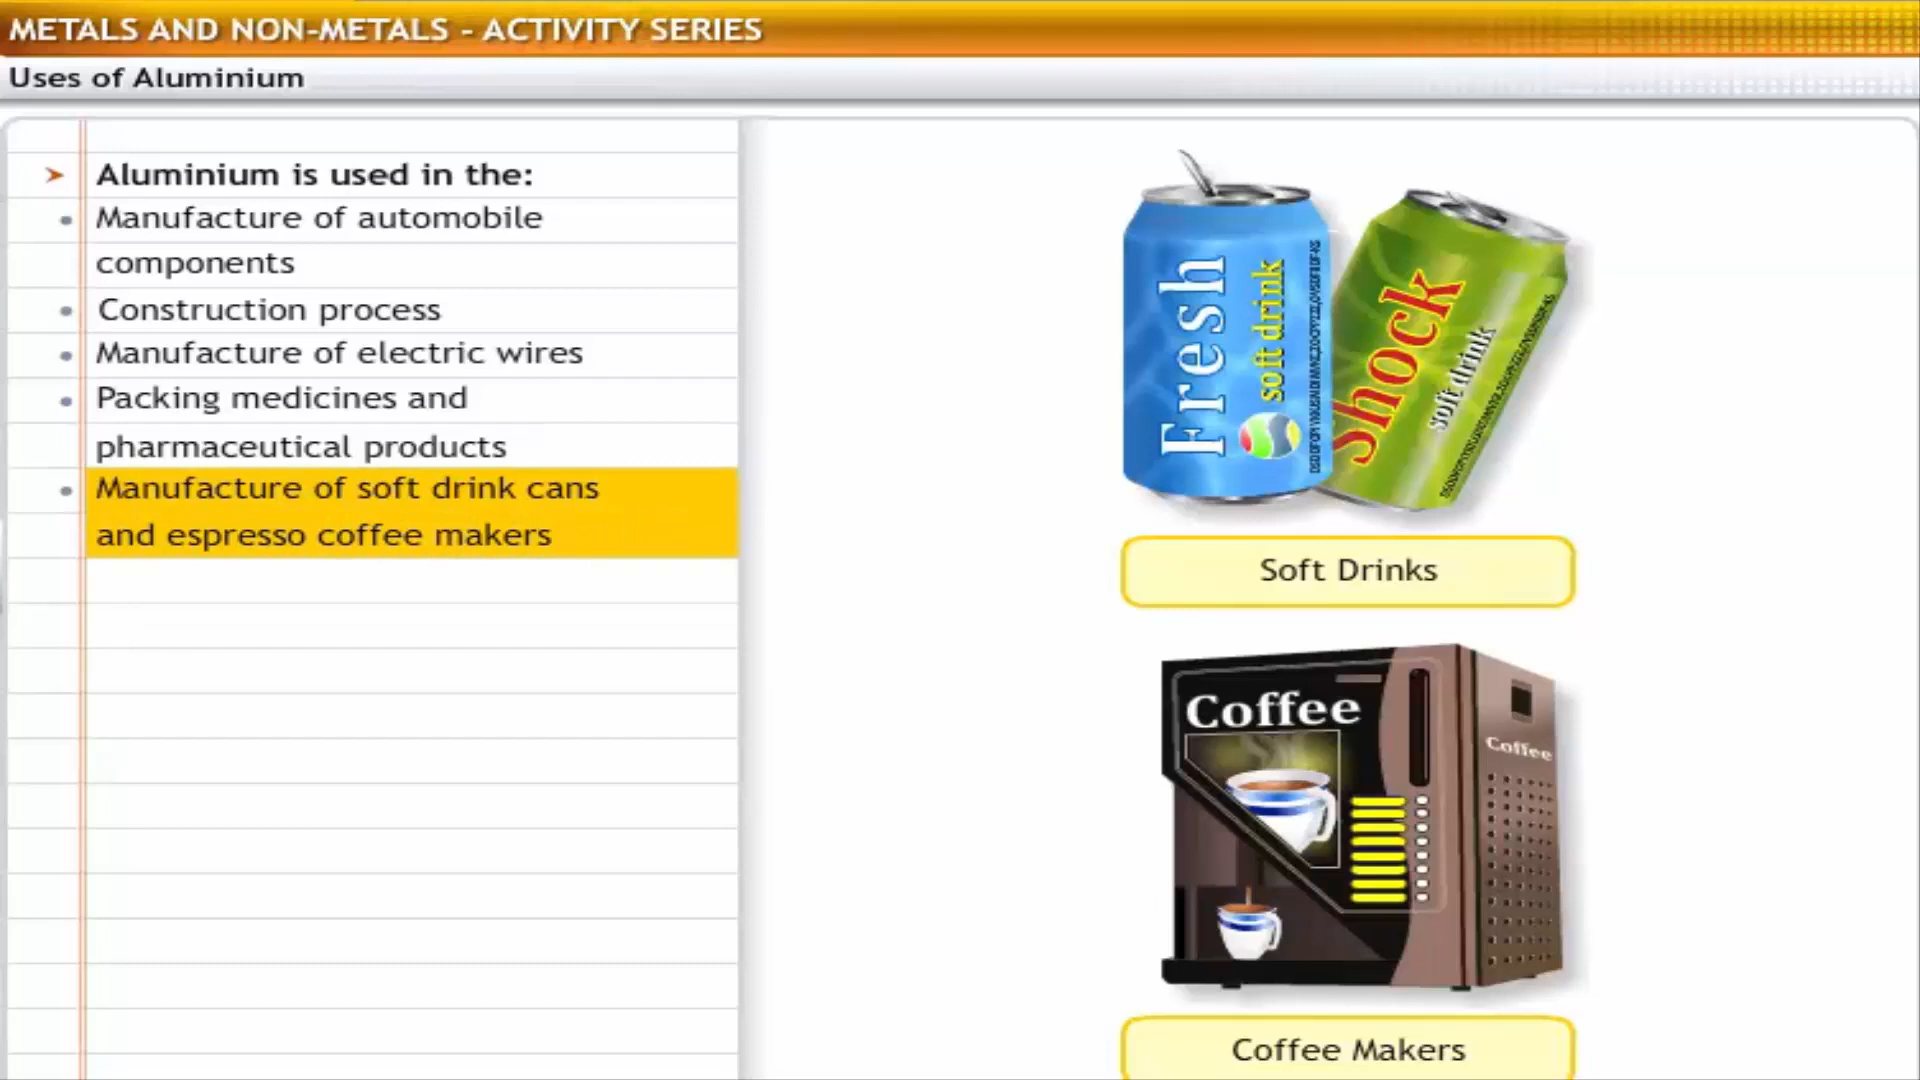 METALS AND NON-METALS - ACTIVITY SERIES
Uses of Aluminium
Aluminium is used in the:
Manufacture of automobile
components
Construction process
Manufacture of electric wires
Packing medicines and
pharmaceutical products
Manufacture of soft drink cans
and espresso coffee makers
Fresh
soft drink
Shock
soft drink
Soft Drinks
Coffee
Coffee
Coffee Makers